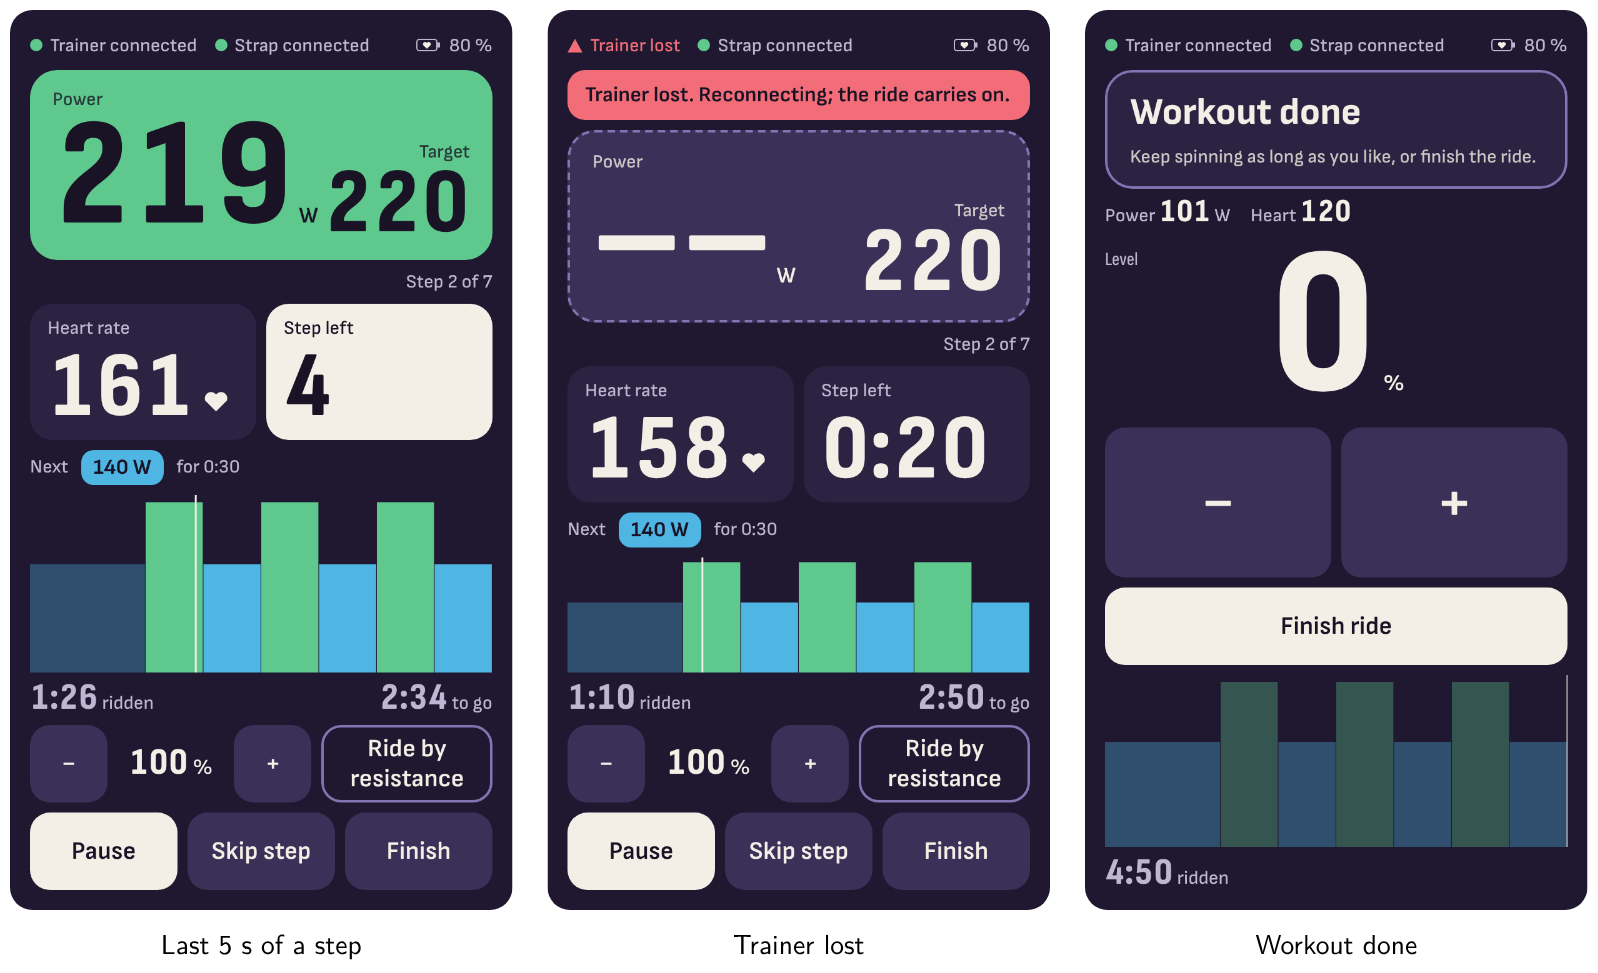 Trainer connected Strap connected 80 %
Power
219 W
Target
220
Step 2 of 7
Heart rate
161
Step left
4
Next 140 W for 0:30
1:26 ridden 2:34 to go
− 100 % +
Ride by
resistance
Pause Skip step Finish
Last 5 s of a step
Trainer lost Strap connected 80 %
Trainer lost. Reconnecting; the ride carries on.
Power
−− W
Target
220
Step 2 of 7
Heart rate
158
Step left
0:20
Next 140 W for 0:30
1:10 ridden 2:50 to go
− 100 % +
Ride by
resistance
Pause Skip step Finish
Trainer lost
Trainer connected Strap connected 80 %
Workout done
Keep spinning as long as you like, or finish the ride.
Power 101 W Heart 120
Level
0 %
− +
Finish ride
4:50 ridden
Workout done